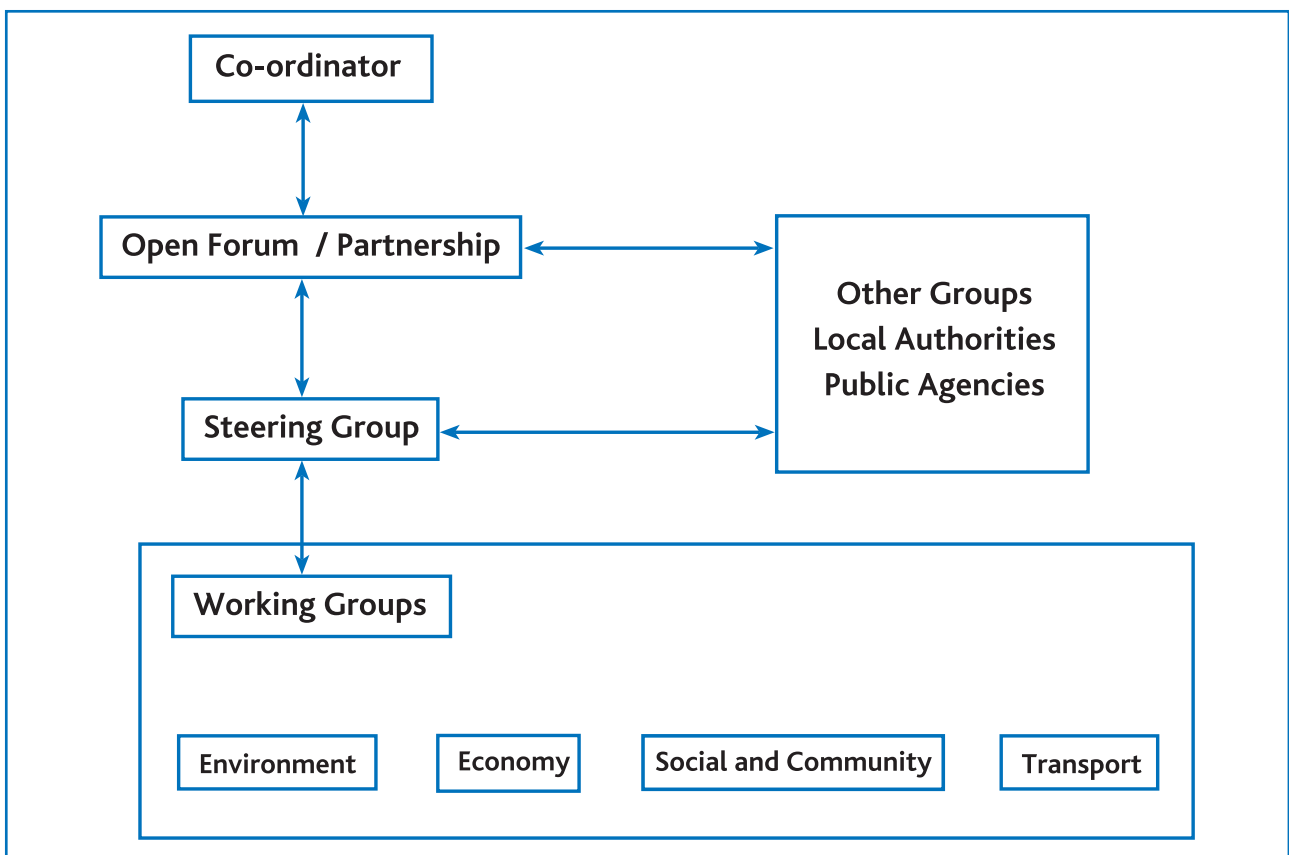 Co-ordinator
Open Forum / Partnership
Other Groups
Local Authorities
Public Agencies
Steering Group
Working Groups
Environment
Economy
Social and Community
Transport